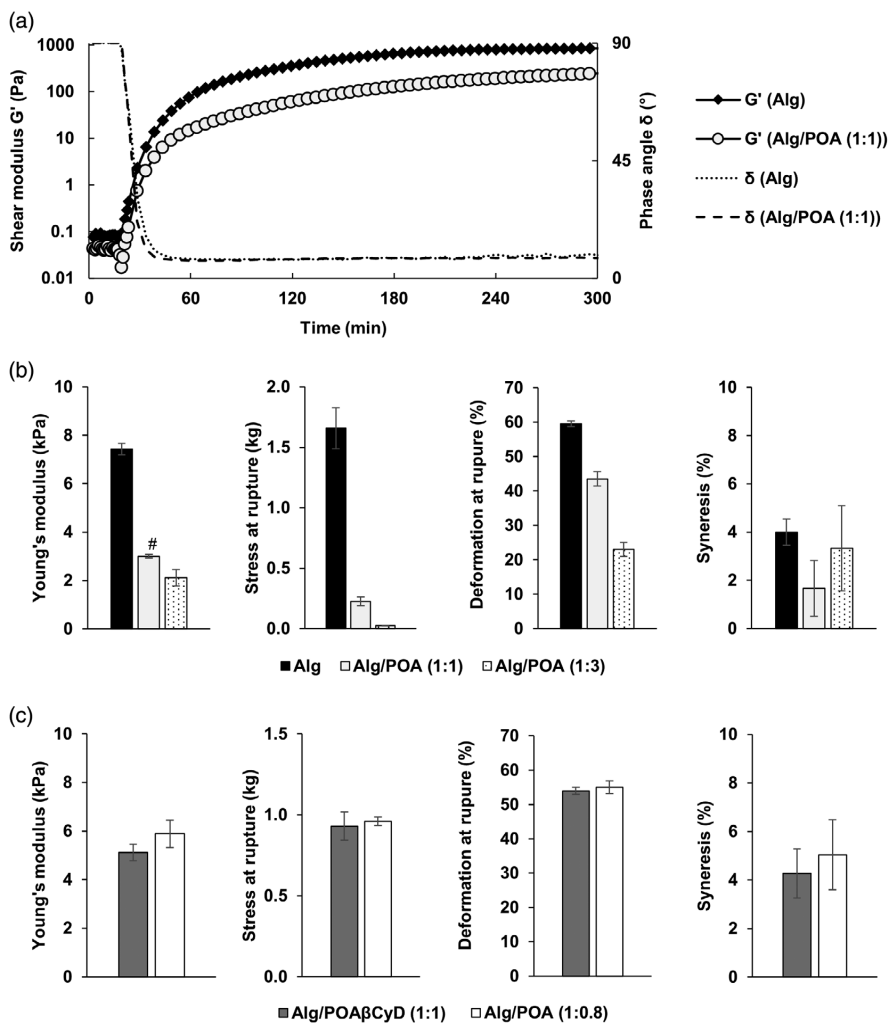 (a)
Shear modulus G' (Pa)
1000
100
10
1
0.1
0.01
0
60
120
180
240
300
Time (min)
90
45
0
Phase angle δ (°)
G' (Alg)
G' (Alg/POA (1:1))
δ (Alg)
δ (Alg/POA (1:1))
(b)
Young's modulus (kPa)
10
8
6
4
2
0
#
Stress at rupture (kg)
2.0
1.5
1.0
0.5
0.0
Deformation at rupure (%)
70
60
50
40
30
20
10
0
Syneresis (%)
10
8
6
4
2
0
Alg
Alg/POA (1:1)
Alg/POA (1:3)
(c)
Young's modulus (kPa)
10
8
6
4
2
0
Stress at rupture (kg)
1.5
1.0
0.5
0.0
Deformation at rupure (%)
70
60
50
40
30
20
10
0
Syneresis (%)
10
8
6
4
2
0
Alg/POAβCyD (1:1)
Alg/POA (1:0.8)